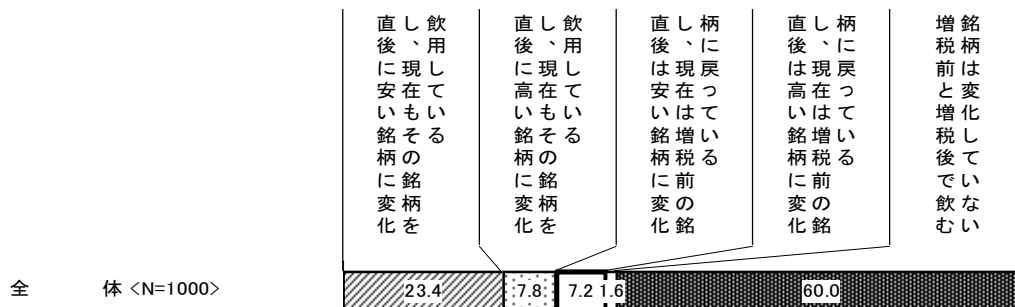 直後に安い銘柄に変化
し、現在もその銘柄を
飲用している
直後に高い銘柄に変化
し、現在もその銘柄を
飲用している
直後は安い銘柄に変化
し、現在は増税前の銘
柄に戻っている
直後は高い銘柄に変化
し、現在は増税前の銘
柄に戻っている
増税前と増税後で飲む
銘柄は変化していない
全 体 <N=1000> 23.4 7.8 7.2 1.6 60.0